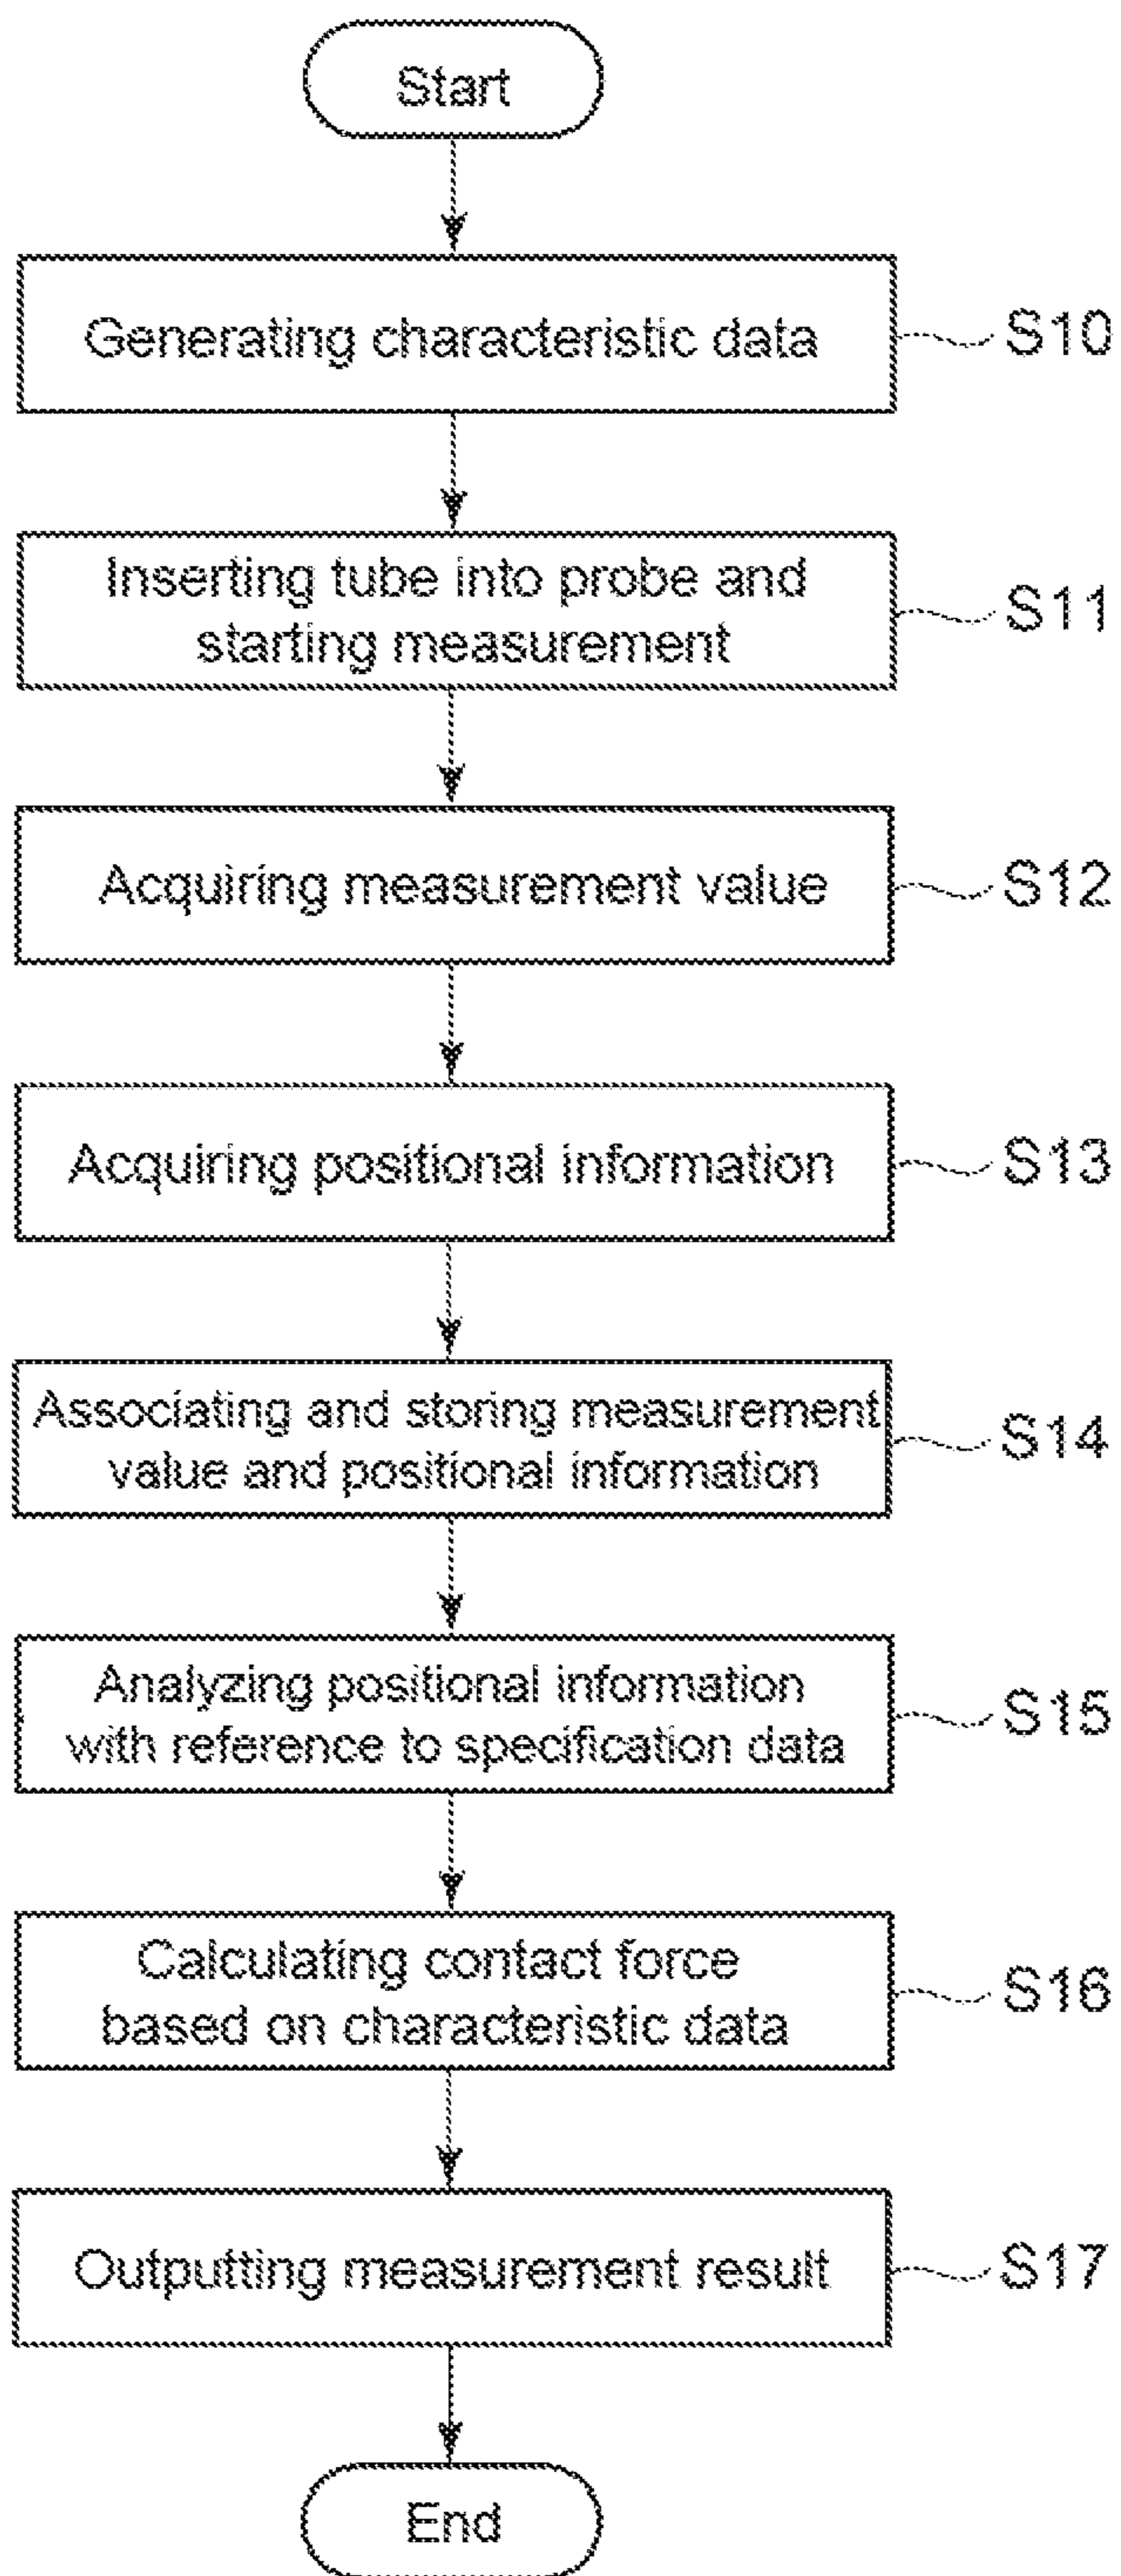 Start
Generating characteristic data
S10
Inserting tube into probe and
starting measurement
S11
Acquiring measurement value
S12
Acquiring positional information
S13
Associating and storing measurement
value and positional information
S14
Analyzing positional information
with reference to specification data
S15
Calculating contact force
based on characteristic data
S16
Outputting measurement result
S17
End